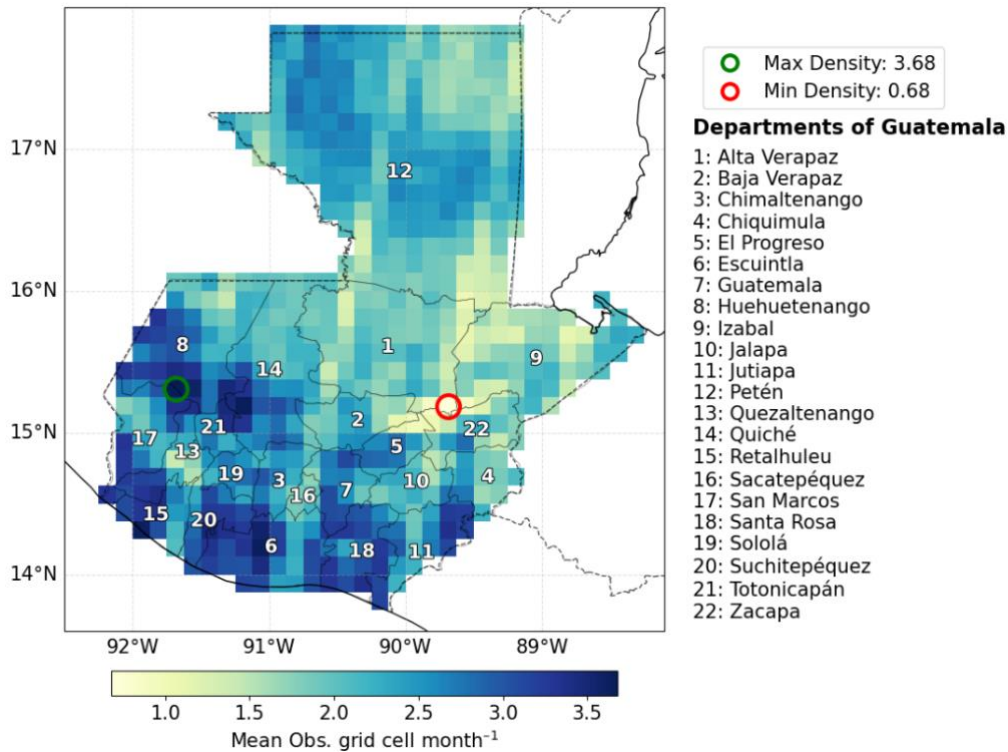 Max Density: 3.68
Min Density: 0.68
Departments of Guatemala
1: Alta Verapaz
2: Baja Verapaz
3: Chimaltenango
4: Chiquimula
5: El Progreso
6: Escuintla
7: Guatemala
8: Huehuetenango
9: Izabal
10: Jalapa
11: Jutiapa
12: Petén
13: Quezaltenango
14: Quiché
15: Retalhuleu
16: Sacatepéquez
17: San Marcos
18: Santa Rosa
19: Sololá
20: Suchitepéquez
21: Totonicapán
22: Zacapa
17°N
12
16°N
8
1
9
14
15°N
17
21
2
22
13
5
19
3
16
7
10
4
15
20
6
18
11
14°N
92°W 91°W 90°W 89°W
1.0 1.5 2.0 2.5 3.0 3.5
Mean Obs. grid cell month⁻¹